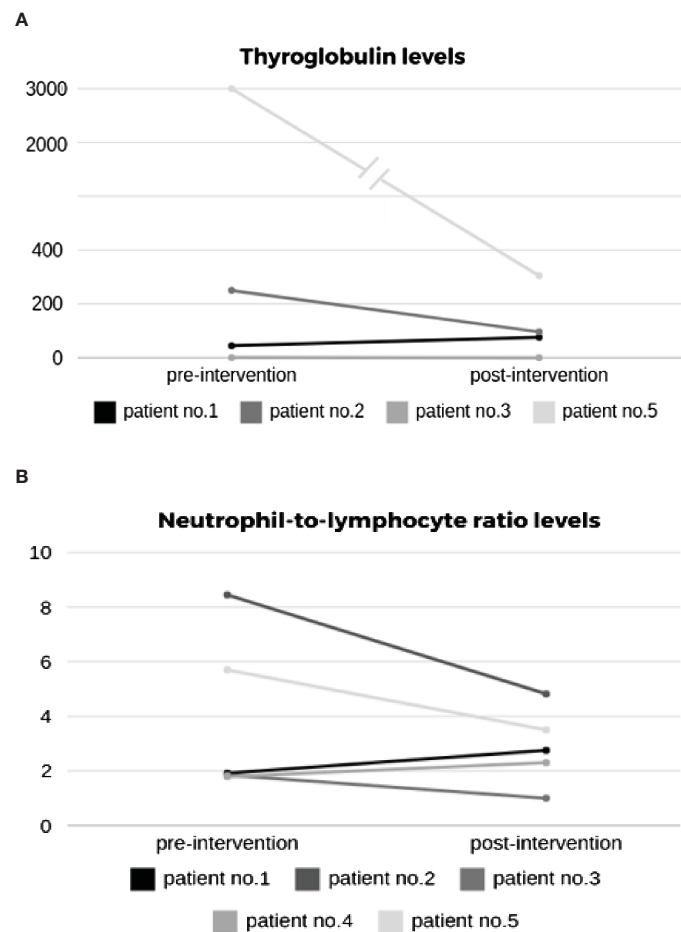 A
Thyroglobulin levels
3000
2000
400
200
0
pre-intervention post-intervention
patient no.1 patient no.2 patient no.3 patient no.5
B
Neutrophil-to-lymphocyte ratio levels
10
8
6
4
2
0
pre-intervention post-intervention
patient no.1 patient no.2 patient no.3
patient no.4 patient no.5